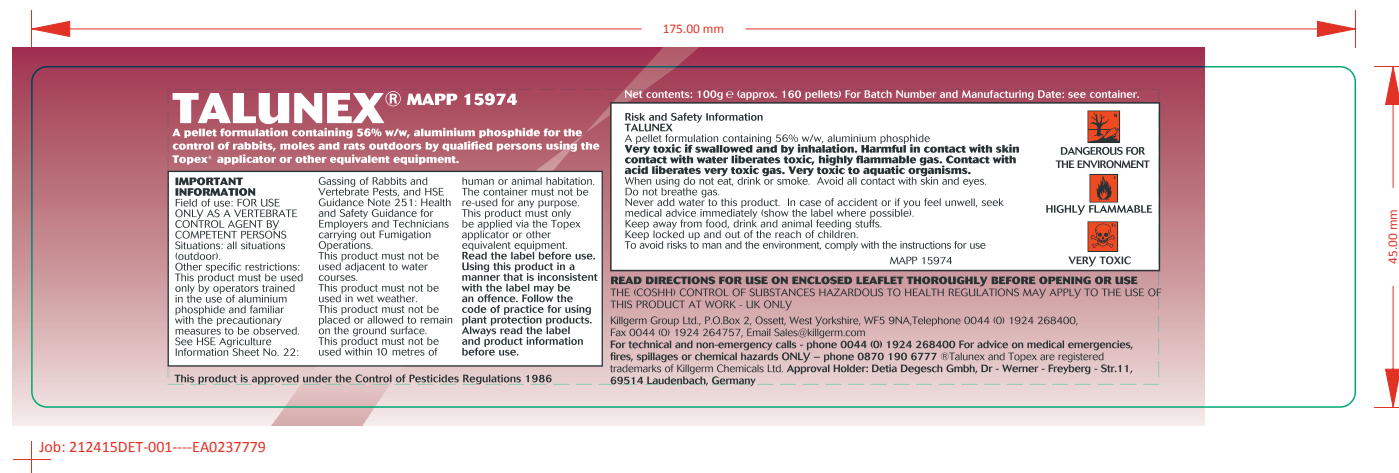 175.00 mm
TALUNEX® MAPP 15974
A pellet formulation containing 56% w/w, aluminium phosphide for the
control of rabbits, moles and rats outdoors by qualified persons using the
Topex® applicator or other equivalent equipment.
IMPORTANT
INFORMATION
Field of use: FOR USE
ONLY AS A VERTEBRATE
CONTROL AGENT BY
COMPETENT PERSONS
Situations: all situations
(outdoor).
Other specific restrictions:
This product must be used
only by operators trained
in the use of aluminium
phosphide and familiar
with the precautionary
measures to be observed.
See HSE Agriculture
Information Sheet No. 22:
Gassing of Rabbits and
Vertebrate Pests, and HSE
Guidance Note 251: Health
and Safety Guidance for
Employers and Technicians
carrying out Fumigation
Operations.
This product must not be
used adjacent to water
courses.
This product must not be
used in wet weather.
This product must not be
placed or allowed to remain
on the ground surface.
This product must not be
used within 10 metres of
human or animal habitation.
The container must not be
re-used for any purpose.
This product must only
be applied via the Topex
applicator or other
equivalent equipment.
Read the label before use.
Using this product in a
manner that is inconsistent
with the label may be
an offence. Follow the
code of practice for using
plant protection products.
Always read the label
and product information
before use.
This product is approved under the Control of Pesticides Regulations 1986
Net contents: 100g ℮ (approx. 160 pellets) For Batch Number and Manufacturing Date: see container.
Risk and Safety Information
TALUNEX
A pellet formulation containing 56% w/w, aluminium phosphide
Very toxic if swallowed and by inhalation. Harmful in contact with skin
contact with water liberates toxic, highly flammable gas. Contact with
acid liberates very toxic gas. Very toxic to aquatic organisms.
When using do not eat, drink or smoke. Avoid all contact with skin and eyes.
Do not breathe gas.
Never add water to this product. In case of accident or if you feel unwell, seek
medical advice immediately (show the label where possible).
Keep away from food, drink and animal feeding stuffs.
Keep locked up and out of the reach of children.
To avoid risks to man and the environment, comply with the instructions for use
MAPP 15974
DANGEROUS FOR
THE ENVIRONMENT
HIGHLY FLAMMABLE
VERY TOXIC
READ DIRECTIONS FOR USE ON ENCLOSED LEAFLET THOROUGHLY BEFORE OPENING OR USE
THE (COSHH) CONTROL OF SUBSTANCES HAZARDOUS TO HEALTH REGULATIONS MAY APPLY TO THE USE OF
THIS PRODUCT AT WORK - UK ONLY
Killgerm Group Ltd., P.O.Box 2, Ossett, West Yorkshire, WF5 9NA,Telephone 0044 (0) 1924 268400,
Fax 0044 (0) 1924 264757, Email Sales@killgerm.com
For technical and non-emergency calls - phone 0044 (0) 1924 268400 For advice on medical emergencies,
fires, spillages or chemical hazards ONLY – phone 0870 190 6777 ®Talunex and Topex are registered
trademarks of Killgerm Chemicals Ltd. Approval Holder: Detia Degesch Gmbh, Dr - Werner - Freyberg - Str.11,
69514 Laudenbach, Germany
45.00 mm
Job: 212415DET-001----EA0237779